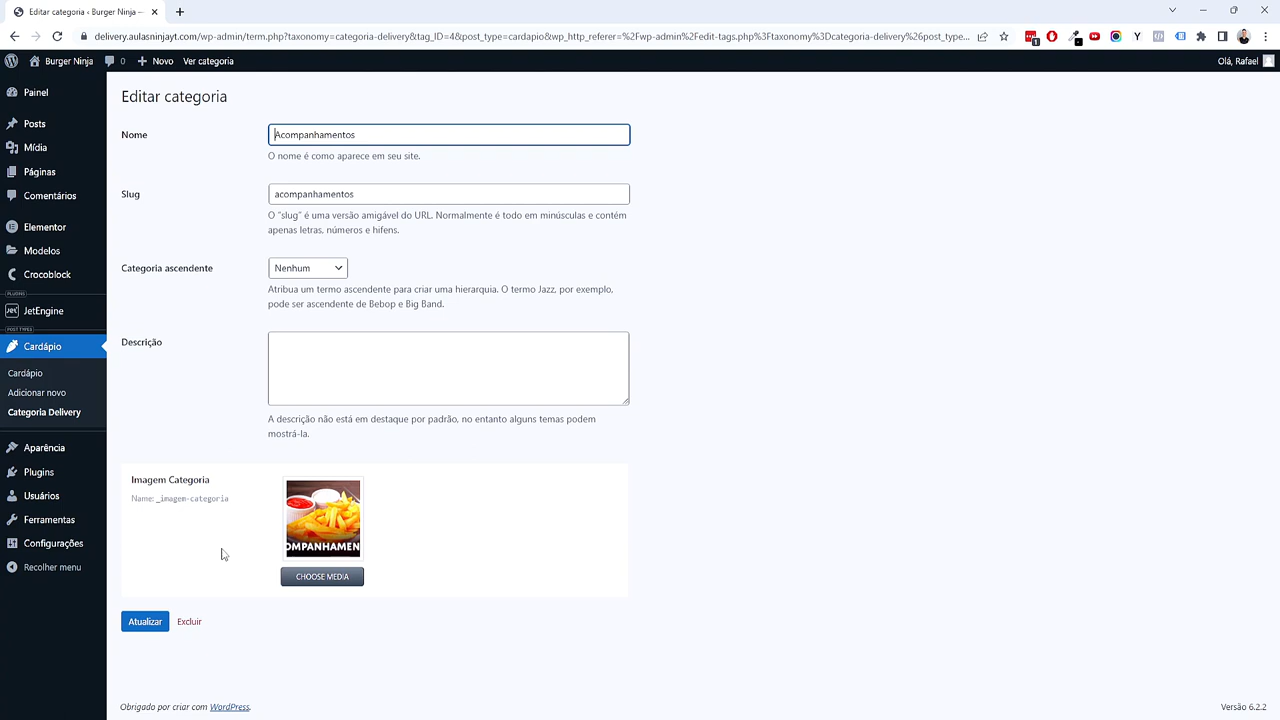 Editar categoria ‹ Burger Ninja —
delivery.aulasninjayt.com/wp-admin/term.php?taxonomy=categoria-delivery&tag_ID=4&post_type=cardapio&wp_http_referer=%2Fwp-admin%2Fedit-tags.php%3Ftaxonomy%3Dcategoria-delivery%26post_type...
Burger Ninja 0 Novo Ver categoria Olá, Rafael
Painel
Posts
Mídia
Páginas
Comentários
Elementor
Modelos
Crocoblock
PLUGINS
JetEngine
POST TYPES
Cardápio
Cardápio
Adicionar novo
Categoria Delivery
Aparência
Plugins
Usuários
Ferramentas
Configurações
Recolher menu
Editar categoria
Nome
Acompanhamentos
O nome é como aparece em seu site.
Slug
acompanhamentos
O "slug" é uma versão amigável do URL. Normalmente é todo em minúsculas e contém
apenas letras, números e hífens.
Categoria ascendente
Nenhum
Atribua um termo ascendente para criar uma hierarquia. O termo Jazz, por exemplo,
pode ser ascendente de Bebop e Big Band.
Descrição
A descrição não está em destaque por padrão, no entanto alguns temas podem
mostrá-la.
Imagem Categoria
Name: _imagem-categoria
OMPANHAMEN
CHOOSE MEDIA
Atualizar Excluir
Obrigado por criar com WordPress.
Versão 6.2.2